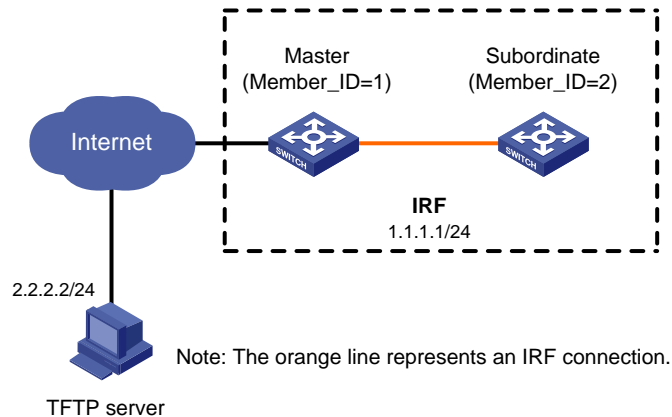 Master
(Member_ID=1)
Subordinate
(Member_ID=2)
Internet
SWITCH
SWITCH
IRF
1.1.1.1/24
2.2.2.2/24
Note: The orange line represents an IRF connection.
TFTP server